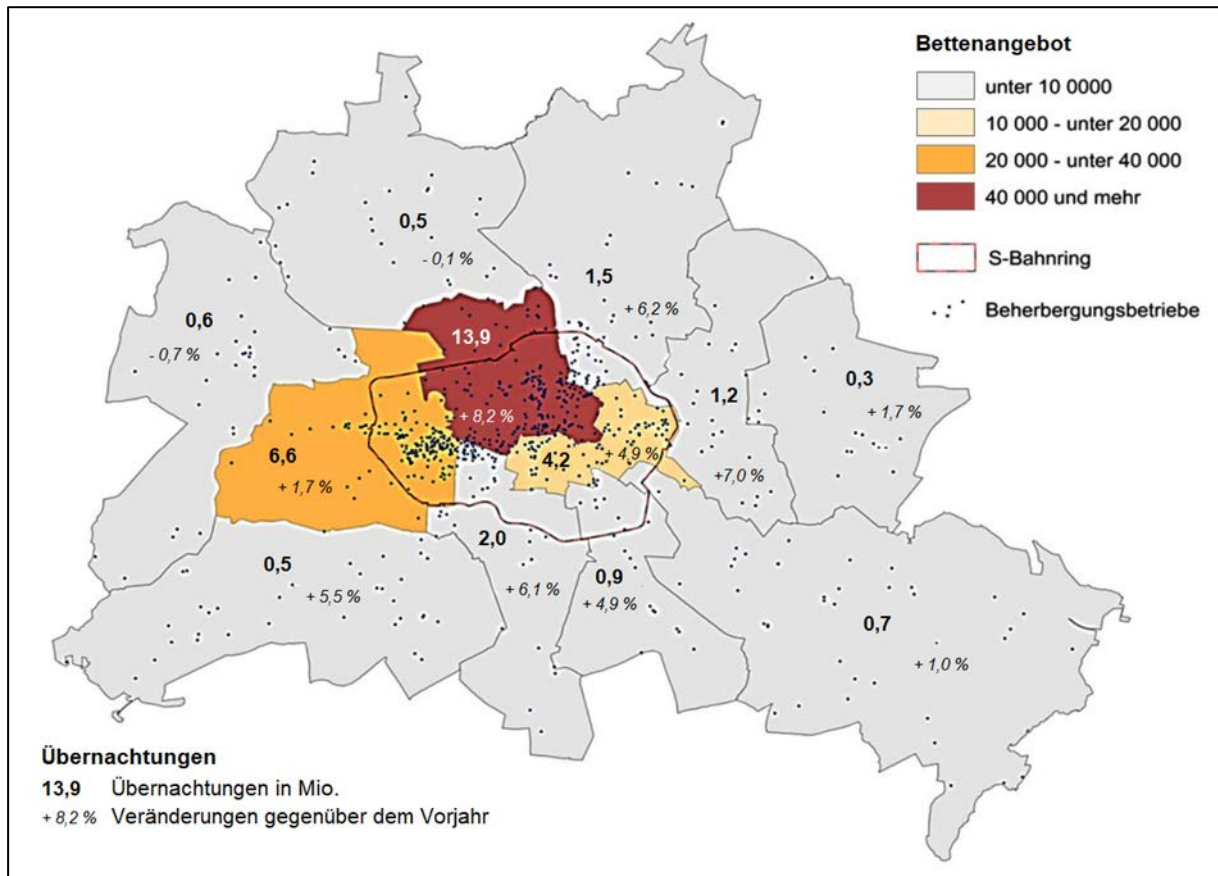 Bettenangebot
unter 10 0000
10 000 - unter 20 000
20 000 - unter 40 000
40 000 und mehr
S-Bahnring
Beherbergungsbetriebe
0,5
- 0,1 %
1,5
+ 6,2 %
0,6
- 0,7 %
13,9
+ 8,2 %
1,2
+7,0 %
0,3
+ 1,7 %
6,6
+ 1,7 %
4,2
+ 4,9 %
0,5
+ 5,5 %
2,0
+ 6,1 %
0,9
+ 4,9 %
0,7
+ 1,0 %
Übernachtungen
13,9 Übernachtungen in Mio.
+ 8,2 % Veränderungen gegenüber dem Vorjahr